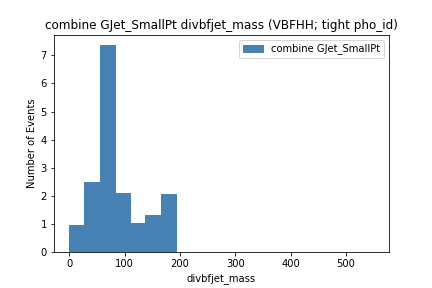 combine GJet_SmallPt divbfjet_mass (VBFHH; tight pho_id)
combine GJet_SmallPt
Number of Events
7
6
5
4
3
2
1
0
0 100 200 300 400 500
divbfjet_mass